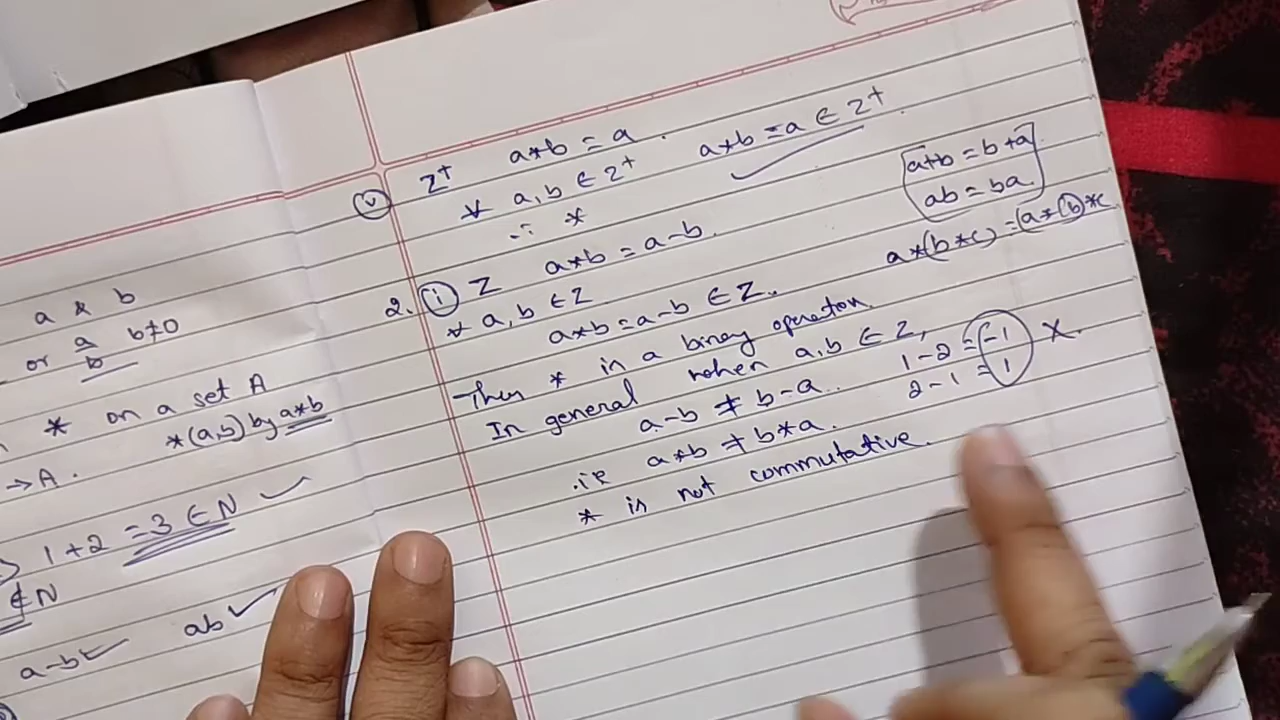 a & b
or a/b b≠0
* on a set A
*(a,b) by a*b
→A.
1+2 = 3 ∈ N ✓
∉ N
a-b ✓ ab ✓
(v) Z⁺ a*b = a.
∀ a,b ∈ Z⁺ a*b = a ∈ Z⁺.
∴ *
a+b = b+a
ab = ba.
a*(b*c) = (a*(b)*c
2. (i) Z a*b = a-b.
∀ a,b ∈ Z
a*b = a-b ∈ Z.
Then * is a binary operation.
In general when a,b ∈ Z,
a-b ≠ b-a.
1-2 = -1
2-1 = 1 X.
.ie a*b ≠ b*a.
* is not commutative.